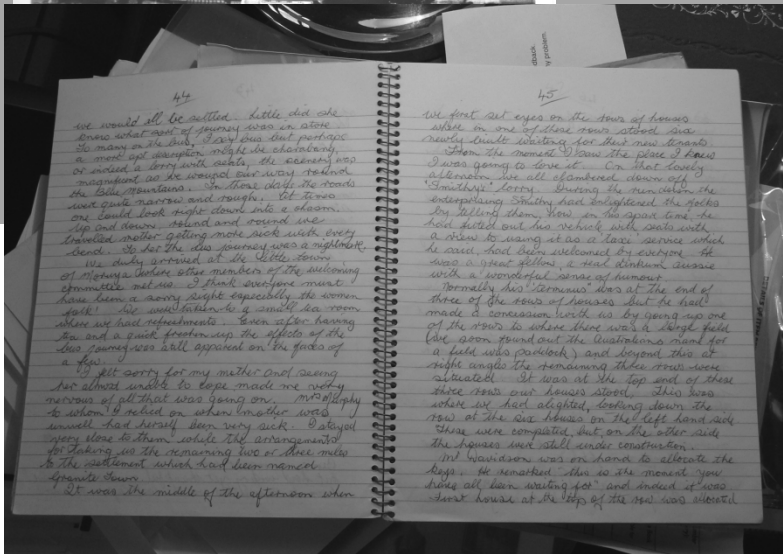 dback.
y problem.
44
we would all be settled. Little did she
know what sort of journey was in store.
To many on the bus, I say bus but perhaps
a more apt description might be charabanc,
or indeed a lorry with seats, the scenery was
magnificent as we wound our way round
the Blue Mountains. In those days the roads
were quite narrow and rough. At times
one could look right down into a chasm.
Up and down, round and round we
travelled mother getting more sick with every
bend. To her the bus journey was a nightmare.
We duly arrived at the little town
of Moruya where other members of the welcoming
committee met us. I think everyone must
have been a sorry sight especially the women
folk! We were taken to a small tea room
where we had refreshments. Even after having
tea and a quick freshen up the effects of the
bus journey was still apparent on the faces of
a few.
I felt sorry for my mother and seeing
her almost unable to cope made me very
nervous of all that was going on. Mrs Murphy
to whom I relied on when mother was
unwell had herself been very sick. I stayed
very close to them while the arrangements
for taking us the remaining two or three miles
to the settlement which had been named
Granite Town.
It was the middle of the afternoon when
45
we first set eyes on the rows of houses
where in one of these rows stood six
newly built waiting for their new tenants.
From the moment I saw the place I knew
I was going to love it. On that lovely
afternoon we all clambered down off
"Smithy's" lorry. During the run down the
enterprising Smithy had enlightened the folks
by telling them, how in his spare time, he
had fitted out his vehicle with seats with
a view to using it as a taxi service which
he said, had been welcomed by everyone. He
was a great fellow, a real dinkum aussie
with a wonderful sense of humour.
Normally his "terminus" was at the end of
three of the rows of houses but he had
made a concession with us by going up one
of the rows to where there was a large field
(we soon found out the Australians name for
a field was paddock) and beyond this at
right angles the remaining three rows were
situated. It was at the top end of these
three rows our houses stood. This was
where we had alighted, looking down the
row at the six houses on the left hand side.
These were completed but, on the other side
the houses were still under construction.
Mr Davidson was on hand to allocate the
keys. He remarked "this is the moment you
have all been waiting for" and indeed it was
First house at the top of the row was allocated